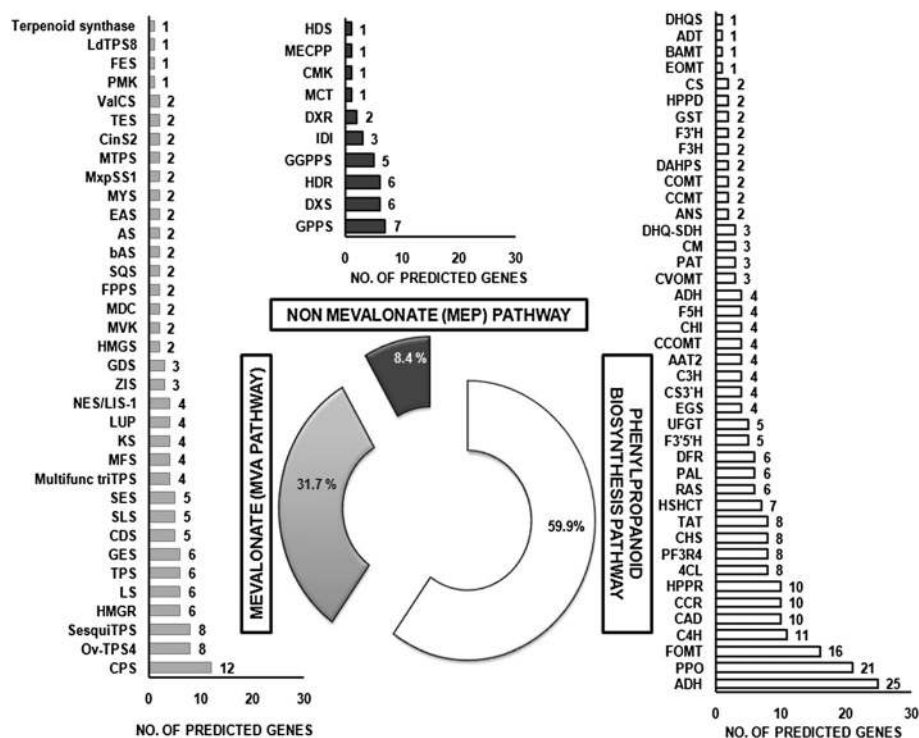 Terpenoid synthase 1
LdTPS8 1
FES 1
PMK 1
ValCS 2
TES 2
CinS2 2
MTPS 2
MxpSS1 2
MYS 2
EAS 2
AS 2
bAS 2
SQS 2
FPPS 2
MDC 2
MVK 2
HMGS 2
GDS 3
ZIS 3
NES/LIS-1 4
LUP 4
KS 4
MFS 4
Multifunc triTPS 4
SES 5
SLS 5
CDS 5
GES 6
TPS 6
LS 6
HMGR 6
SesquiTPS 8
Ov-TPS4 8
CPS 12
0 10 20 30
NO. OF PREDICTED GENES
HDS 1
MECPP 1
CMK 1
MCT 1
DXR 2
IDI 3
GGPPS 5
HDR 6
DXS 6
GPPS 7
0 10 20 30
NO. OF PREDICTED GENES
NON MEVALONATE (MEP) PATHWAY
8.4 %
MEVALONATE (MVA PATHWAY)
31.7 %
59.9%
PHENYLPROPANOID
BIOSYNTHESIS PATHWAY
DHQS 1
ADT 1
BAMT 1
EOMT 1
CS 2
HPPD 2
GST 2
F3'H 2
F3H 2
DAHPS 2
COMT 2
CCMT 2
ANS 2
DHQ-SDH 3
CM 3
PAT 3
CVOMT 3
ADH 4
F5H 4
CHI 4
CCOMT 4
AAT2 4
C3H 4
CS3'H 4
EGS 4
UFGT 5
F3'5'H 5
DFR 6
PAL 6
RAS 6
HSHCT 7
TAT 8
CHS 8
PF3R4 8
4CL 8
HPPR 10
CCR 10
CAD 10
C4H 11
FOMT 16
PPO 21
ADH 25
0 10 20 30
NO. OF PREDICTED GENES